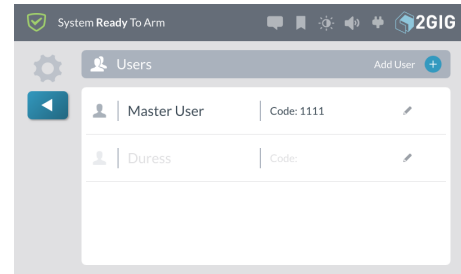 System Ready To Arm
2GIG
Users
Add User
Master User
Code: 1111
Duress
Code: